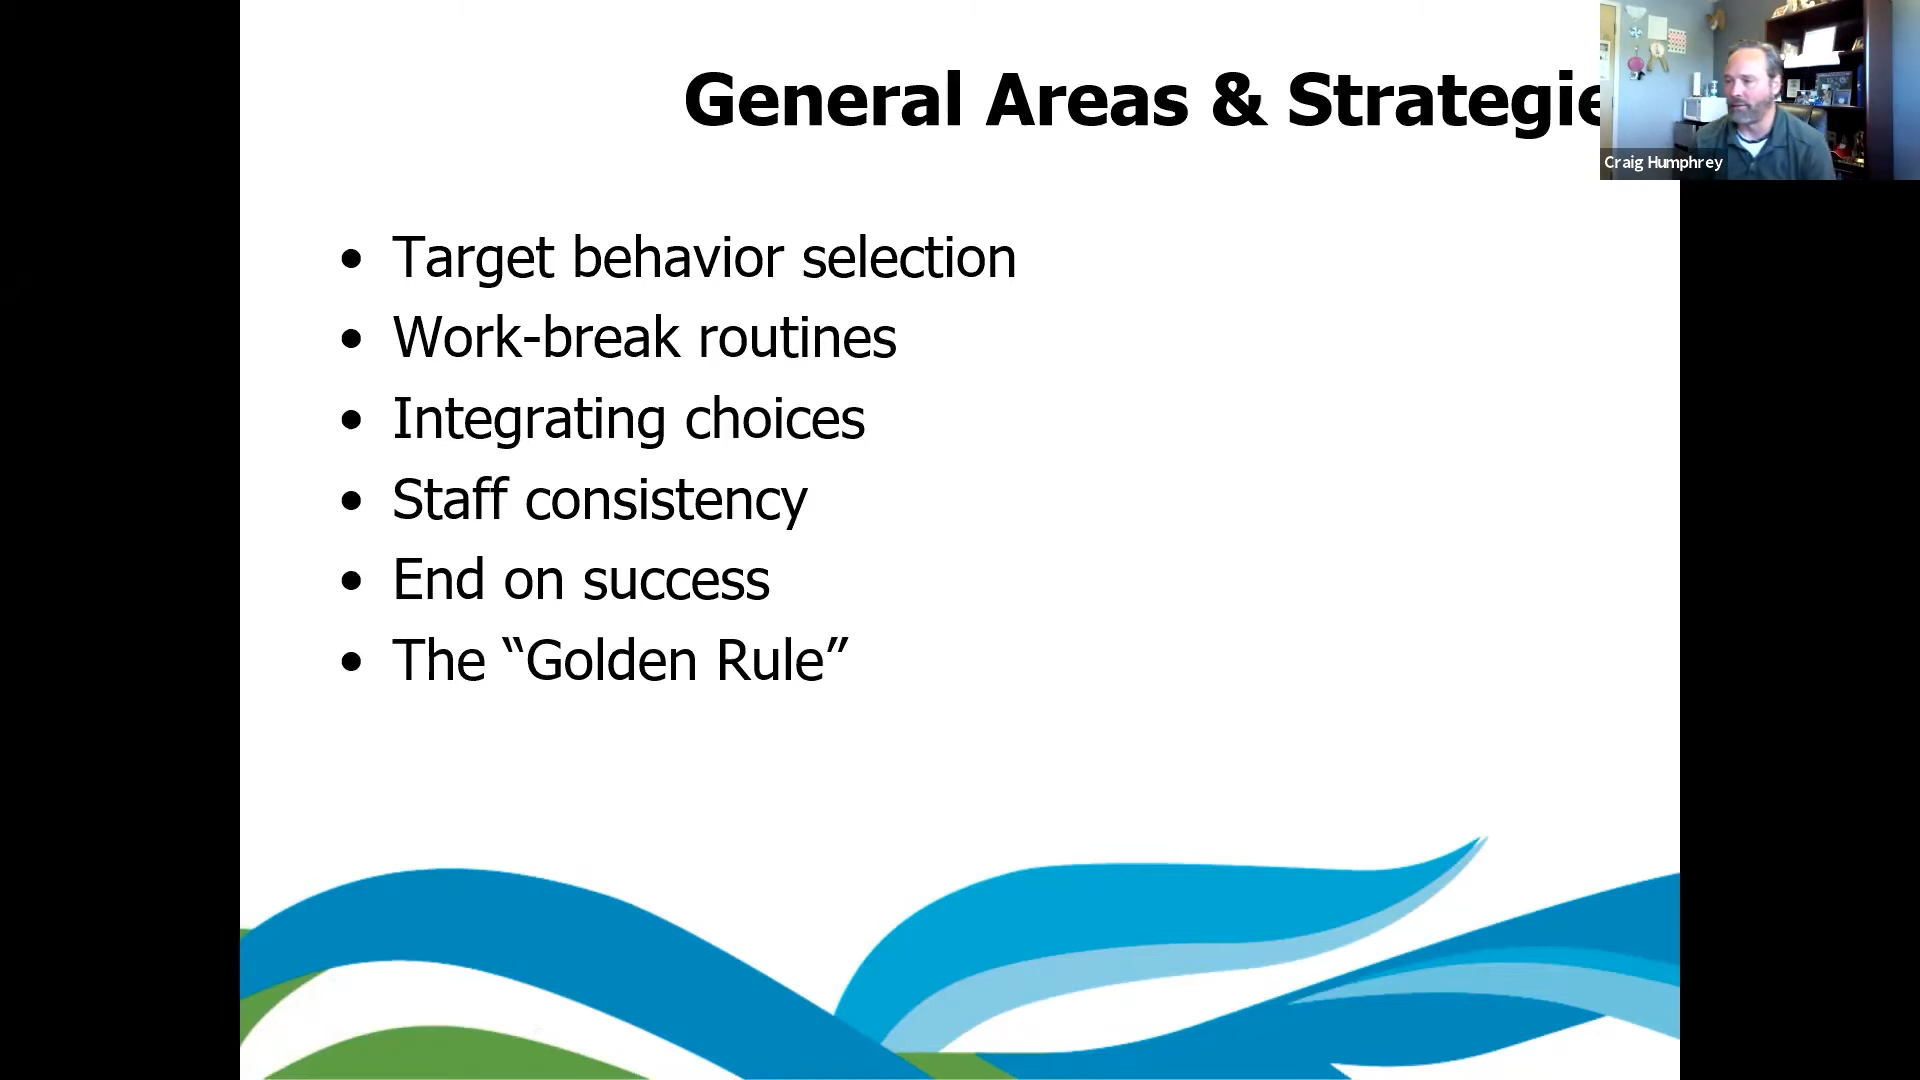 General Areas & Strategie
Craig Humphrey
• Target behavior selection
• Work-break routines
• Integrating choices
• Staff consistency
• End on success
• The “Golden Rule”